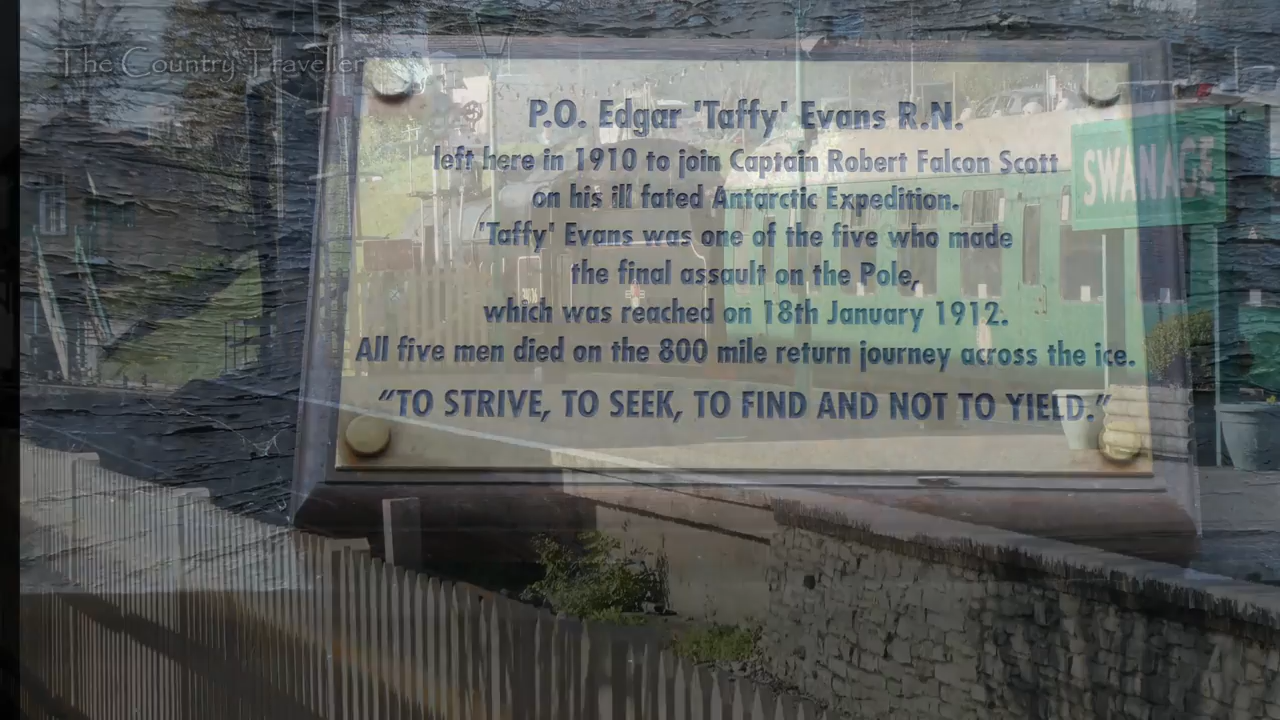 The Country Traveller
P.O. Edgar 'Taffy' Evans R.N.
left here in 1910 to join Captain Robert Falcon Scott
on his ill fated Antarctic Expedition.
'Taffy' Evans was one of the five who made
the final assault on the Pole,
which was reached on 18th January 1912.
All five men died on the 800 mile return journey across the ice.
“TO STRIVE, TO SEEK, TO FIND AND NOT TO YIELD.”
SWANAGE